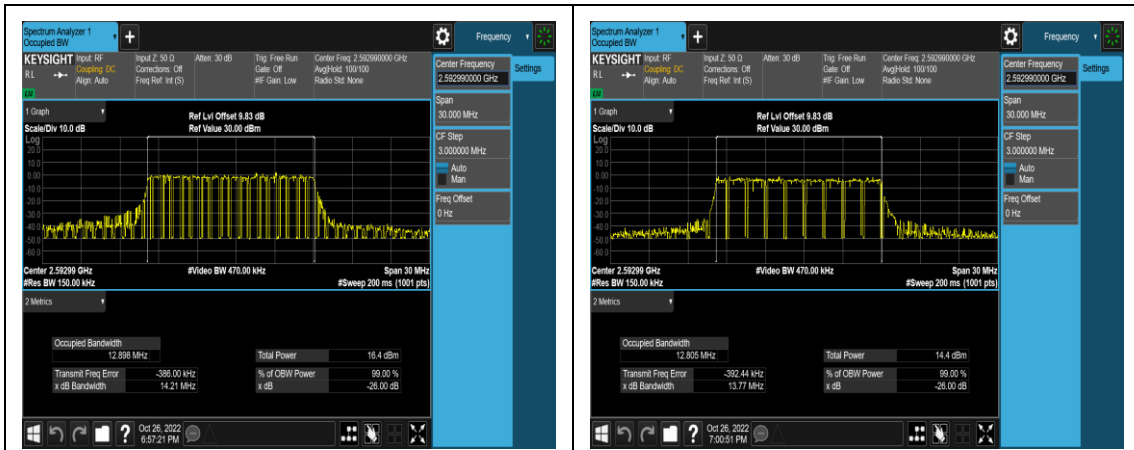 Spectrum Analyzer 1
Occupied BW
+
Frequency
KEYSIGHT
RL
Input: RF
Coupling: DC
Align: Auto
Input Z: 50 Ω
Corrections: Off
Freq Ref: Int (S)
Atten: 30 dB
Trig: Free Run
Gate: Off
#IF Gain: Low
Center Freq: 2.592990000 GHz
Avg|Hold: 100/100
Radio Std: None
Center Frequency
2.592990000 GHz
Settings
Span
30.000 MHz
CF Step
3.000000 MHz
Auto
Man
Freq Offset
0 Hz
1 Graph
Scale/Div 10.0 dB
Ref Lvl Offset 9.83 dB
Ref Value 30.00 dBm
Log
20.0
10.0
0.00
-10.0
-20.0
-30.0
-40.0
-50.0
-60.0
Center 2.59299 GHz
#Res BW 150.00 kHz
#Video BW 470.00 kHz
Span 30 MHz
#Sweep 200 ms (1001 pts)
2 Metrics
Occupied Bandwidth
12.898 MHz
Total Power 16.4 dBm
Transmit Freq Error -386.00 kHz
% of OBW Power 99.00 %
x dB Bandwidth 14.21 MHz
x dB -26.00 dB
?
Oct 26, 2022
6:57:21 PM
Spectrum Analyzer 1
Occupied BW
+
Frequency
KEYSIGHT
RL
Input: RF
Coupling: DC
Align: Auto
Input Z: 50 Ω
Corrections: Off
Freq Ref: Int (S)
Atten: 30 dB
Trig: Free Run
Gate: Off
#IF Gain: Low
Center Freq: 2.592990000 GHz
Avg|Hold: 100/100
Radio Std: None
Center Frequency
2.592990000 GHz
Settings
Span
30.000 MHz
CF Step
3.000000 MHz
Auto
Man
Freq Offset
0 Hz
1 Graph
Scale/Div 10.0 dB
Ref Lvl Offset 9.83 dB
Ref Value 30.00 dBm
Log
20.0
10.0
0.00
-10.0
-20.0
-30.0
-40.0
-50.0
-60.0
Center 2.59299 GHz
#Res BW 150.00 kHz
#Video BW 470.00 kHz
Span 30 MHz
#Sweep 200 ms (1001 pts)
2 Metrics
Occupied Bandwidth
12.805 MHz
Total Power 14.4 dBm
Transmit Freq Error -392.44 kHz
% of OBW Power 99.00 %
x dB Bandwidth 13.77 MHz
x dB -26.00 dB
?
Oct 26, 2022
7:00:51 PM